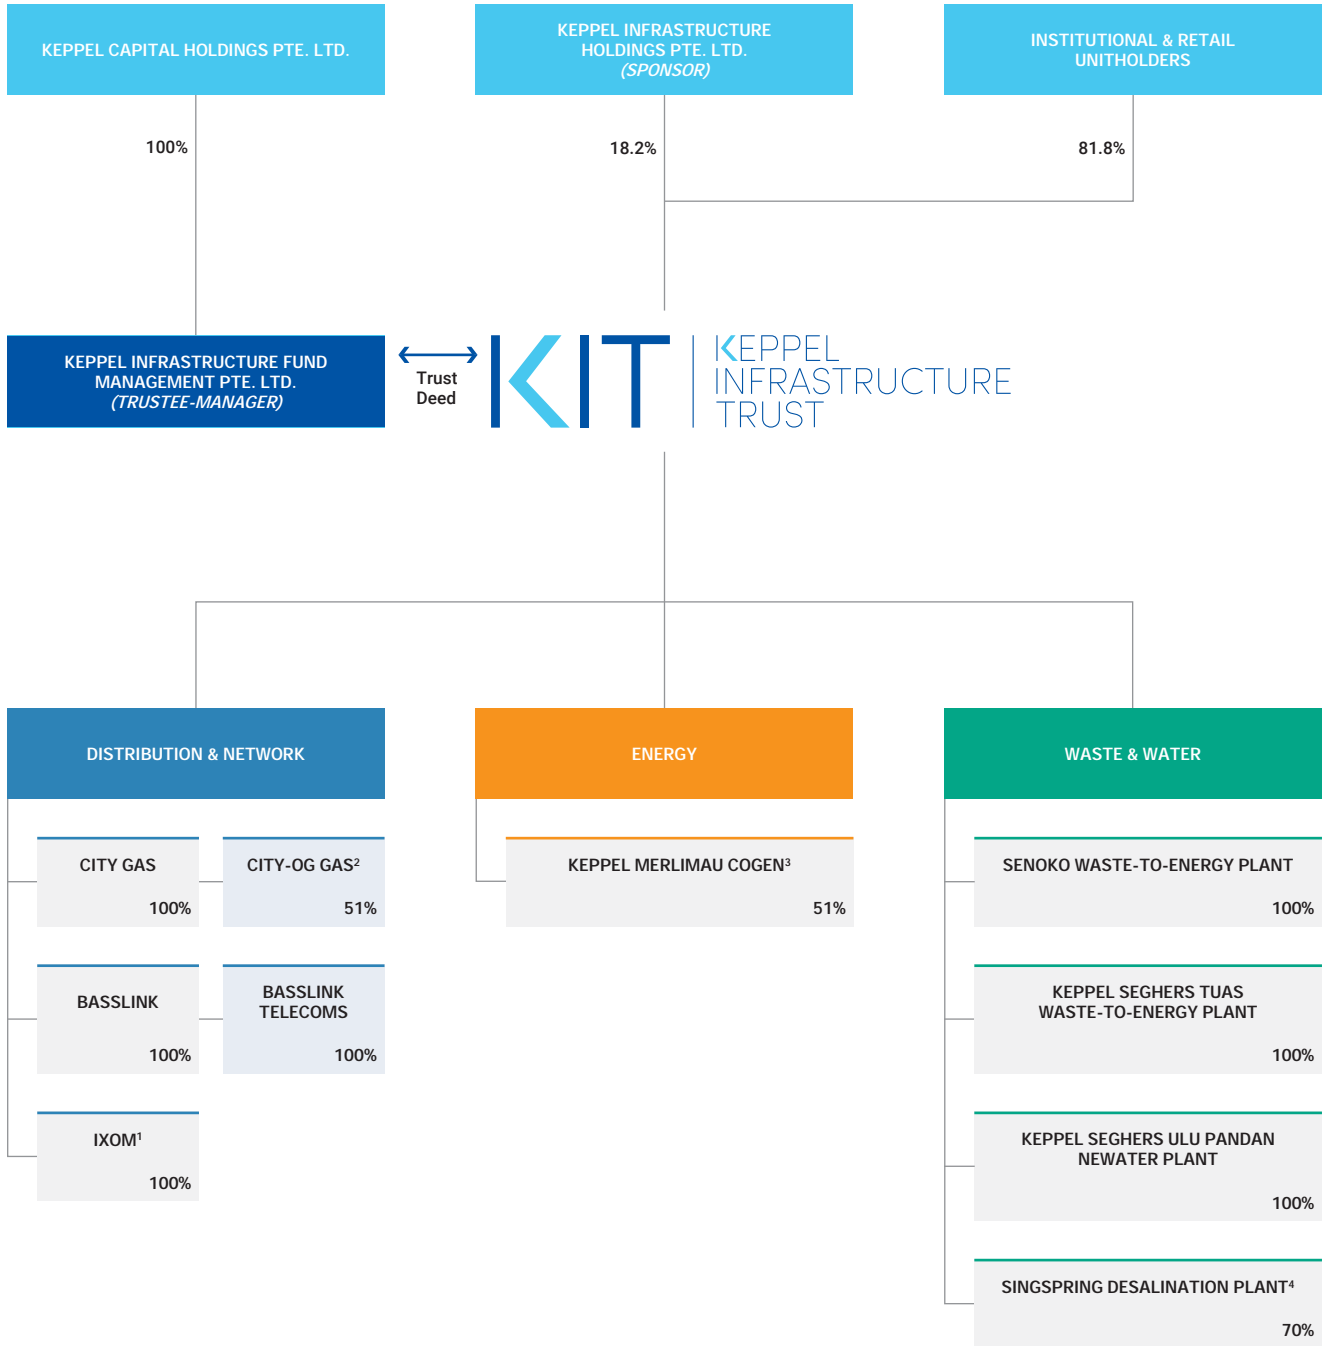 KEPPEL CAPITAL HOLDINGS PTE. LTD.
KEPPEL INFRASTRUCTURE
HOLDINGS PTE. LTD.
(SPONSOR)
INSTITUTIONAL & RETAIL
UNITHOLDERS
100%
18.2%
81.8%
KEPPEL INFRASTRUCTURE FUND
MANAGEMENT PTE. LTD.
(TRUSTEE-MANAGER)
Trust
Deed
KIT
KEPPEL
INFRASTRUCTURE
TRUST
DISTRIBUTION & NETWORK
CITY GAS
100%
CITY-OG GAS²
51%
BASSLINK
100%
BASSLINK
TELECOMS
100%
IXOM¹
100%
ENERGY
KEPPEL MERLIMAU COGEN³
51%
WASTE & WATER
SENOKO WASTE-TO-ENERGY PLANT
100%
KEPPEL SEGHERS TUAS
WASTE-TO-ENERGY PLANT
100%
KEPPEL SEGHERS ULU PANDAN
NEWATER PLANT
100%
SINGSPRING DESALINATION PLANT⁴
70%